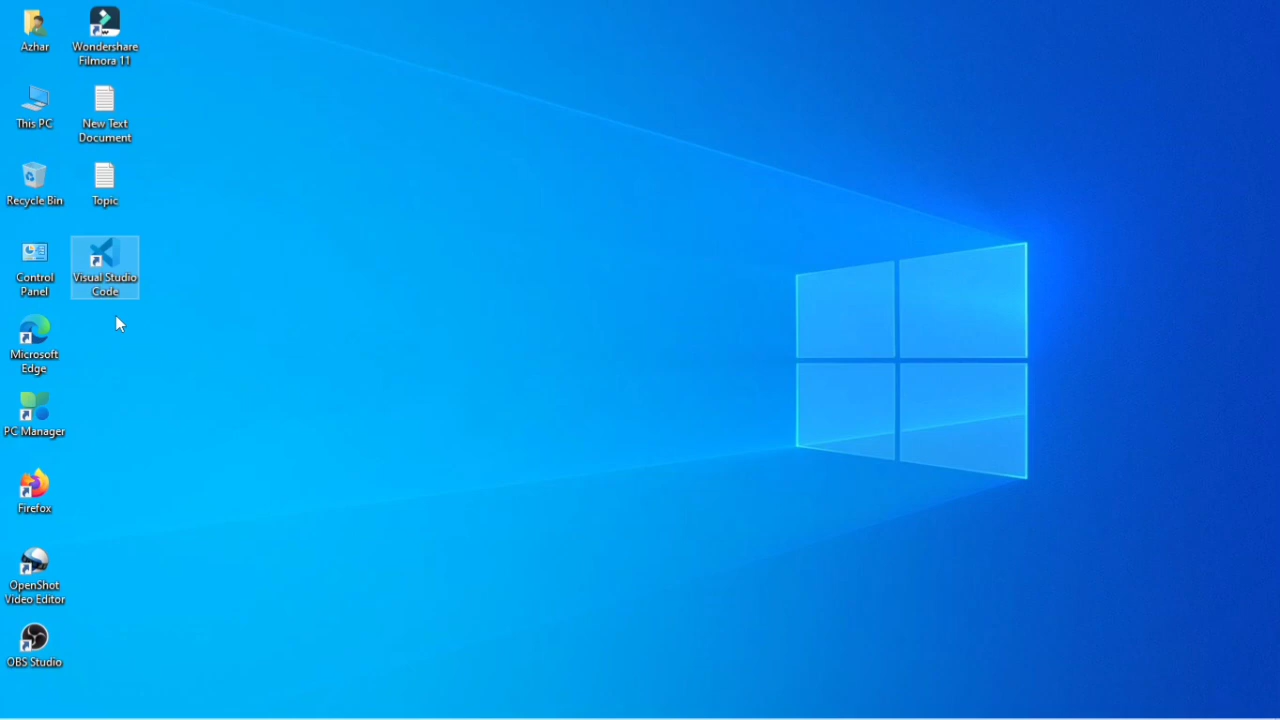 Azhar
Wondershare
Filmora 11
This PC
New Text
Document
Recycle Bin
Topic
Control
Panel
Visual Studio
Code
Microsoft
Edge
PC Manager
Firefox
OpenShot
Video Editor
OBS Studio